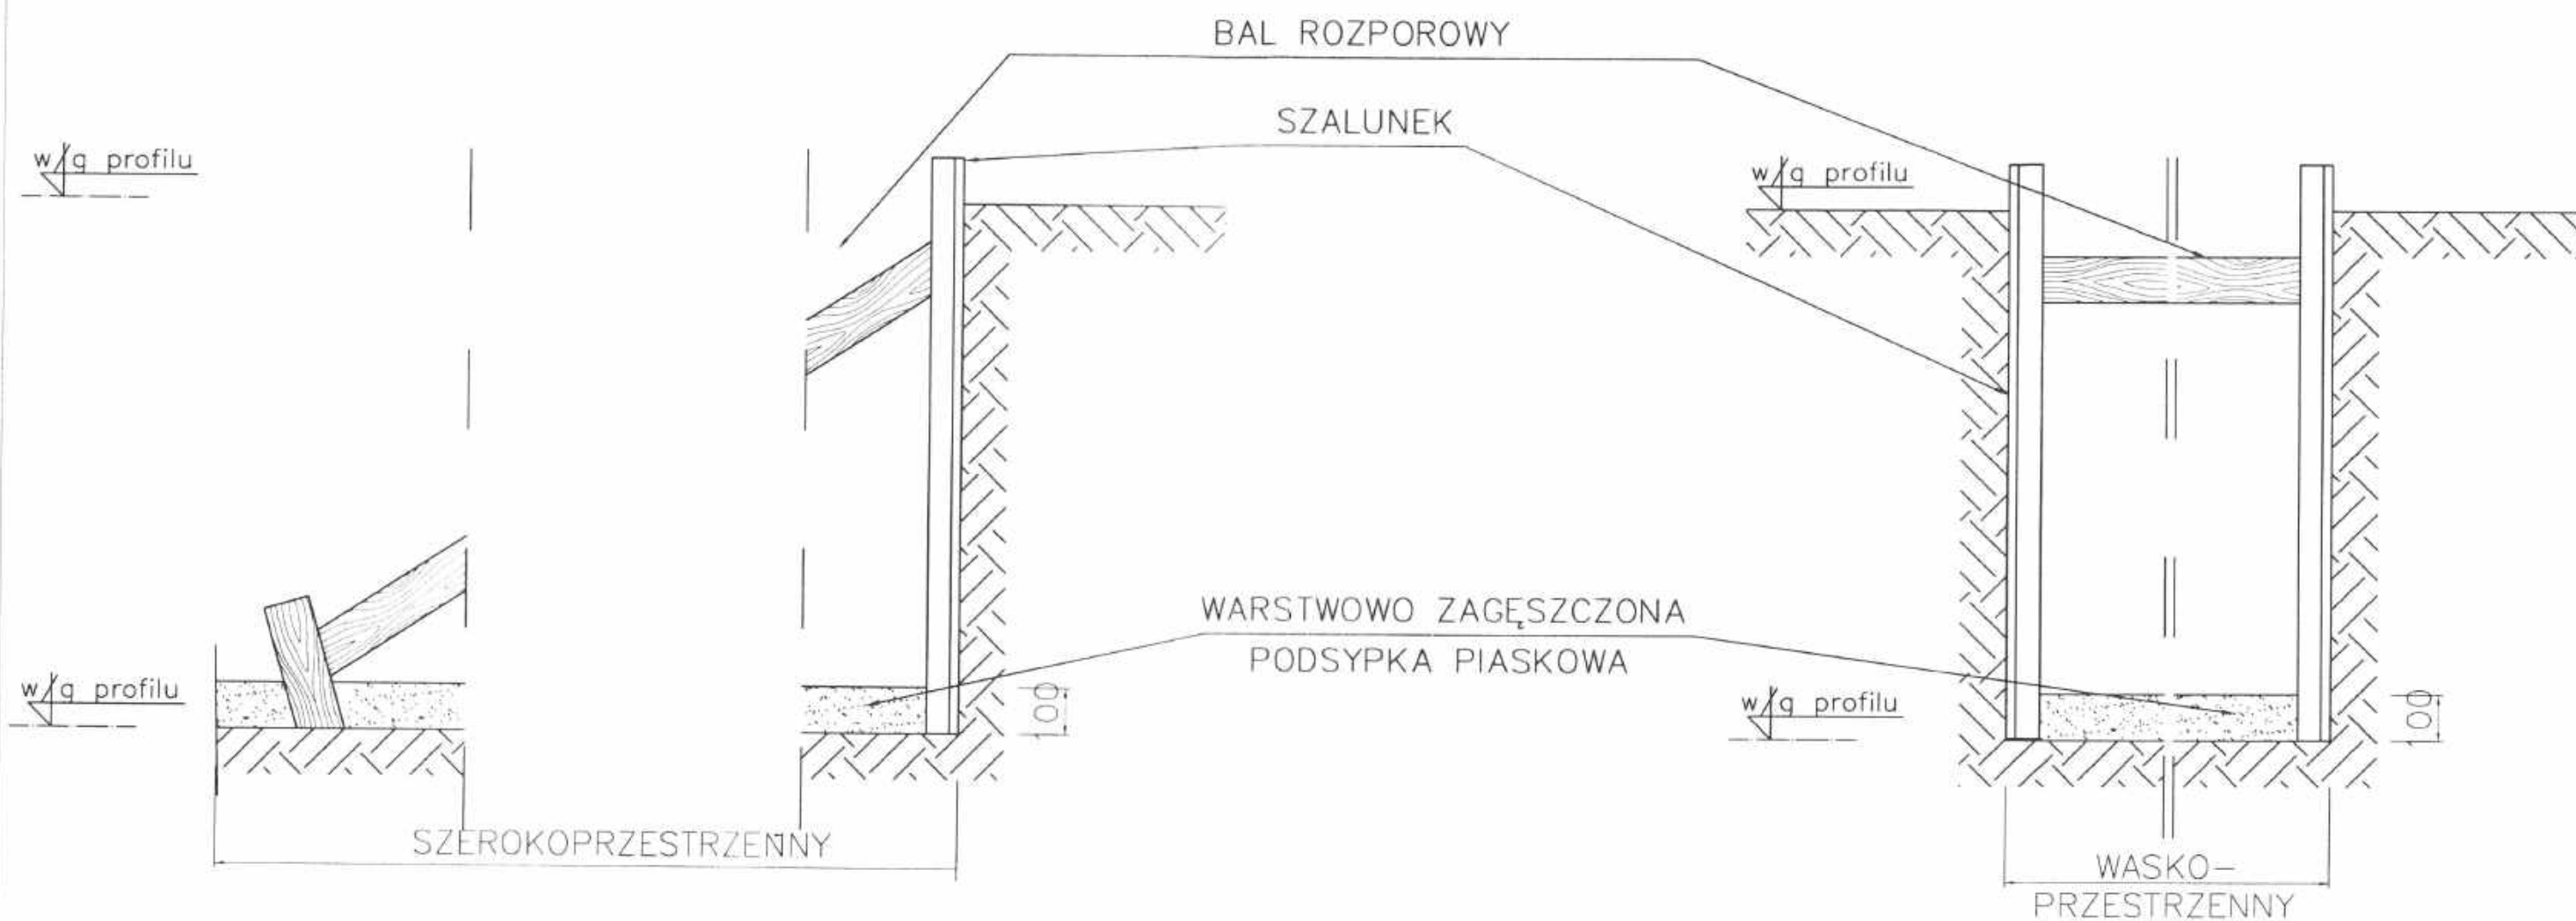 BAL ROZPOROWY
SZALUNEK
w/g profilu
w/g profilu
WARSTWOWO ZAGĘSZCZONA
PODSYPKA PIASKOWA
w/g profilu
w/g profilu
100
100
SZEROKOPRZESTRZENNY
WASKO-
PRZESTRZENNY